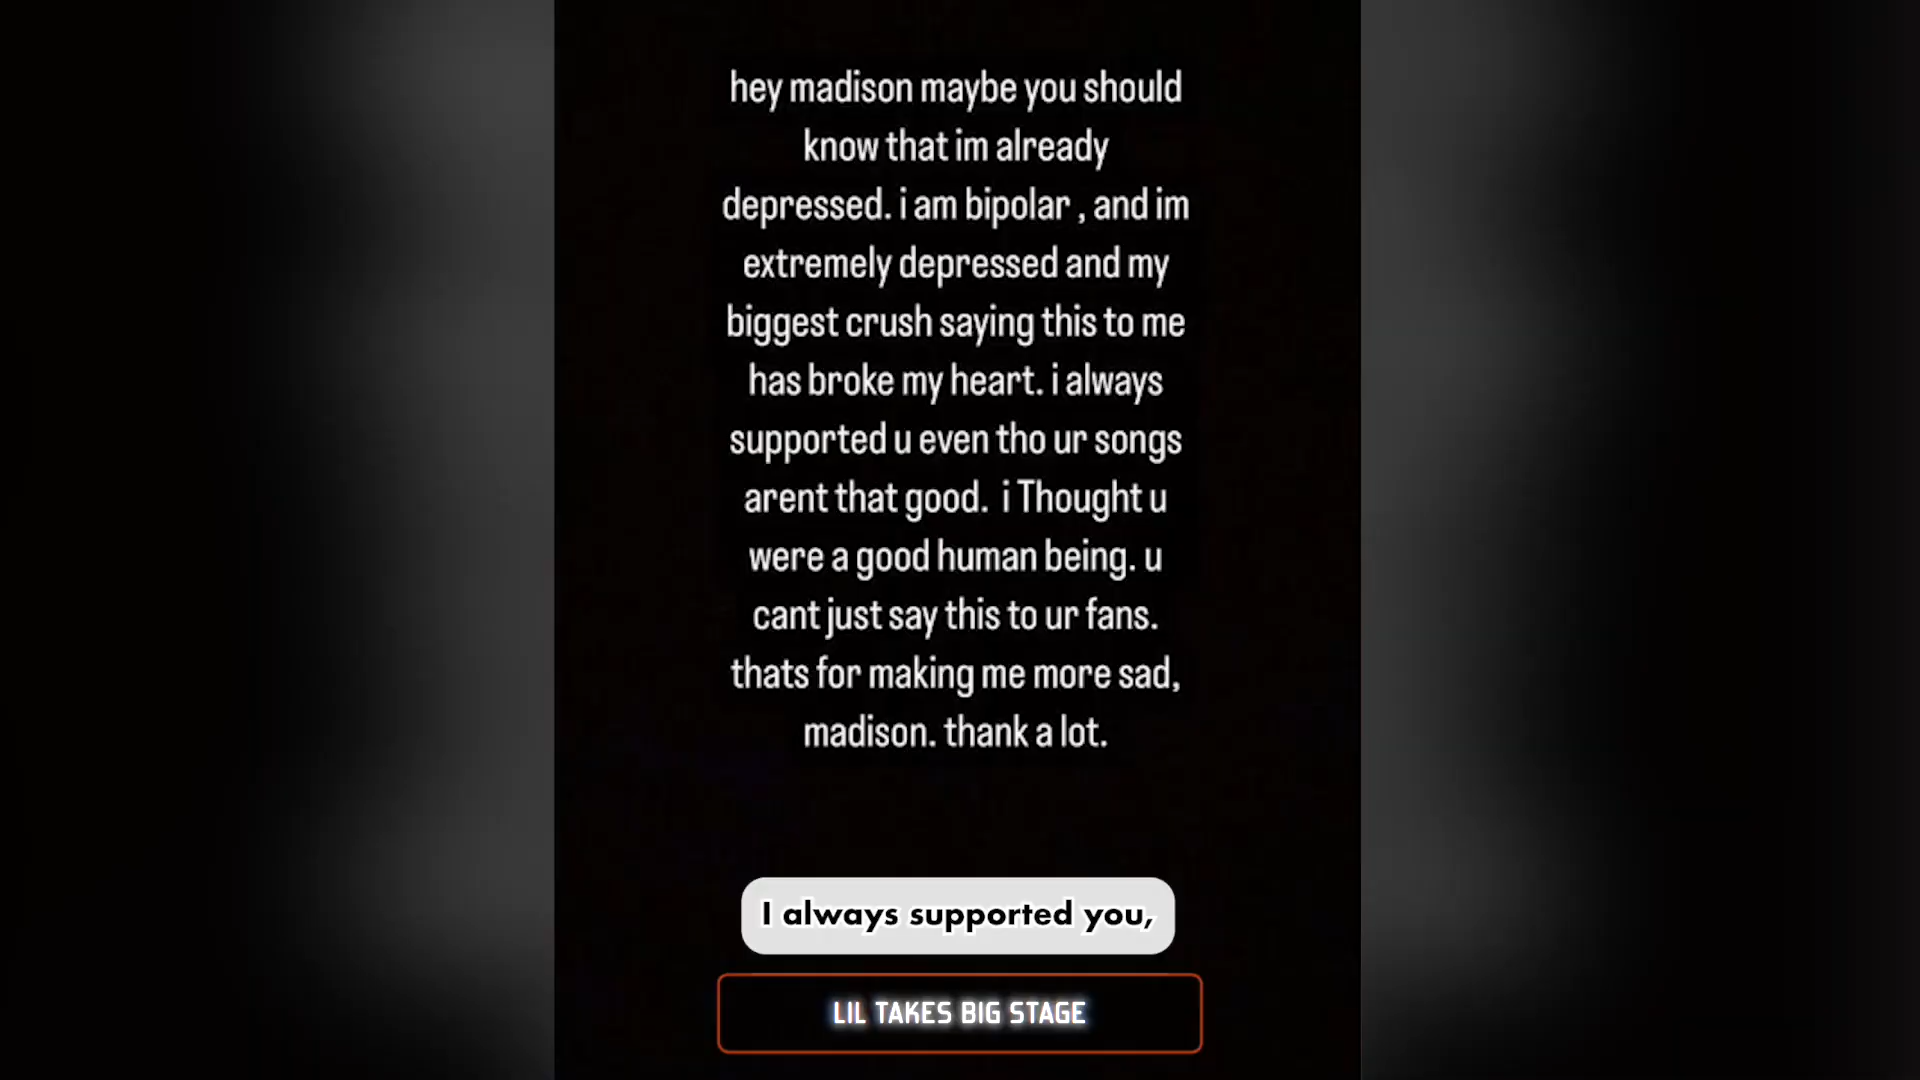 hey madison maybe you should
know that im already
depressed. i am bipolar , and im
extremely depressed and my
biggest crush saying this to me
has broke my heart. i always
supported u even tho ur songs
arent that good. i Thought u
were a good human being. u
cant just say this to ur fans.
thats for making me more sad,
madison. thank a lot.
I always supported you,
LIL TAKES BIG STAGE